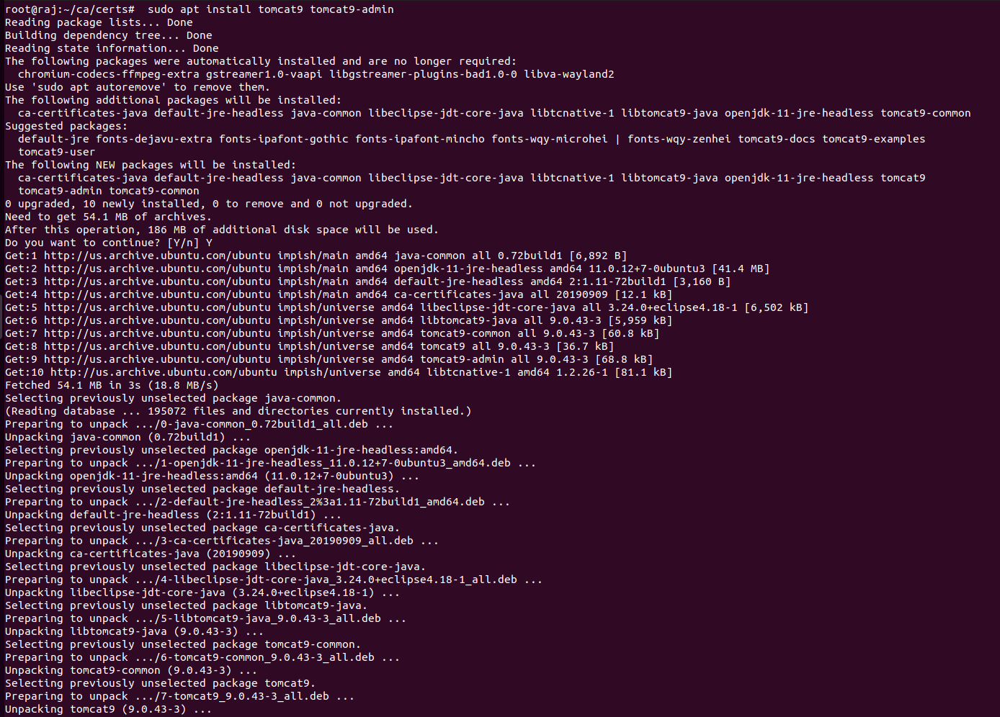 root@raj:~/ca/certs#  sudo apt install tomcat9 tomcat9-admin
Reading package lists... Done
Building dependency tree... Done
Reading state information... Done
The following packages were automatically installed and are no longer required:
  chromium-codecs-ffmpeg-extra gstreamer1.0-vaapi libgstreamer-plugins-bad1.0-0 libva-wayland2
Use 'sudo apt autoremove' to remove them.
The following additional packages will be installed:
  ca-certificates-java default-jre-headless java-common libeclipse-jdt-core-java libtcnative-1 libtomcat9-java openjdk-11-jre-headless tomcat9-common
Suggested packages:
  default-jre fonts-dejavu-extra fonts-ipafont-gothic fonts-ipafont-mincho fonts-wqy-microhei | fonts-wqy-zenhei tomcat9-docs tomcat9-examples
  tomcat9-user
The following NEW packages will be installed:
  ca-certificates-java default-jre-headless java-common libeclipse-jdt-core-java libtcnative-1 libtomcat9-java openjdk-11-jre-headless tomcat9
  tomcat9-admin tomcat9-common
0 upgraded, 10 newly installed, 0 to remove and 0 not upgraded.
Need to get 54.1 MB of archives.
After this operation, 186 MB of additional disk space will be used.
Do you want to continue? [Y/n] Y
Get:1 http://us.archive.ubuntu.com/ubuntu impish/main amd64 java-common all 0.72build1 [6,892 B]
Get:2 http://us.archive.ubuntu.com/ubuntu impish/main amd64 openjdk-11-jre-headless amd64 11.0.12+7-0ubuntu3 [41.4 MB]
Get:3 http://us.archive.ubuntu.com/ubuntu impish/main amd64 default-jre-headless amd64 2:1.11-72build1 [3,160 B]
Get:4 http://us.archive.ubuntu.com/ubuntu impish/main amd64 ca-certificates-java all 20190909 [12.1 kB]
Get:5 http://us.archive.ubuntu.com/ubuntu impish/universe amd64 libeclipse-jdt-core-java all 3.24.0+eclipse4.18-1 [6,502 kB]
Get:6 http://us.archive.ubuntu.com/ubuntu impish/universe amd64 libtomcat9-java all 9.0.43-3 [5,959 kB]
Get:7 http://us.archive.ubuntu.com/ubuntu impish/universe amd64 tomcat9-common all 9.0.43-3 [60.8 kB]
Get:8 http://us.archive.ubuntu.com/ubuntu impish/universe amd64 tomcat9 all 9.0.43-3 [36.7 kB]
Get:9 http://us.archive.ubuntu.com/ubuntu impish/universe amd64 tomcat9-admin all 9.0.43-3 [68.8 kB]
Get:10 http://us.archive.ubuntu.com/ubuntu impish/universe amd64 libtcnative-1 amd64 1.2.26-1 [81.1 kB]
Fetched 54.1 MB in 3s (18.8 MB/s)
Selecting previously unselected package java-common.
(Reading database ... 195072 files and directories currently installed.)
Preparing to unpack .../0-java-common_0.72build1_all.deb ...
Unpacking java-common (0.72build1) ...
Selecting previously unselected package openjdk-11-jre-headless:amd64.
Preparing to unpack .../1-openjdk-11-jre-headless_11.0.12+7-0ubuntu3_amd64.deb ...
Unpacking openjdk-11-jre-headless:amd64 (11.0.12+7-0ubuntu3) ...
Selecting previously unselected package default-jre-headless.
Preparing to unpack .../2-default-jre-headless_2%3a1.11-72build1_amd64.deb ...
Unpacking default-jre-headless (2:1.11-72build1) ...
Selecting previously unselected package ca-certificates-java.
Preparing to unpack .../3-ca-certificates-java_20190909_all.deb ...
Unpacking ca-certificates-java (20190909) ...
Selecting previously unselected package libeclipse-jdt-core-java.
Preparing to unpack .../4-libeclipse-jdt-core-java_3.24.0+eclipse4.18-1_all.deb ...
Unpacking libeclipse-jdt-core-java (3.24.0+eclipse4.18-1) ...
Selecting previously unselected package libtomcat9-java.
Preparing to unpack .../5-libtomcat9-java_9.0.43-3_all.deb ...
Unpacking libtomcat9-java (9.0.43-3) ...
Selecting previously unselected package tomcat9-common.
Preparing to unpack .../6-tomcat9-common_9.0.43-3_all.deb ...
Unpacking tomcat9-common (9.0.43-3) ...
Selecting previously unselected package tomcat9.
Preparing to unpack .../7-tomcat9_9.0.43-3_all.deb ...
Unpacking tomcat9 (9.0.43-3) ...